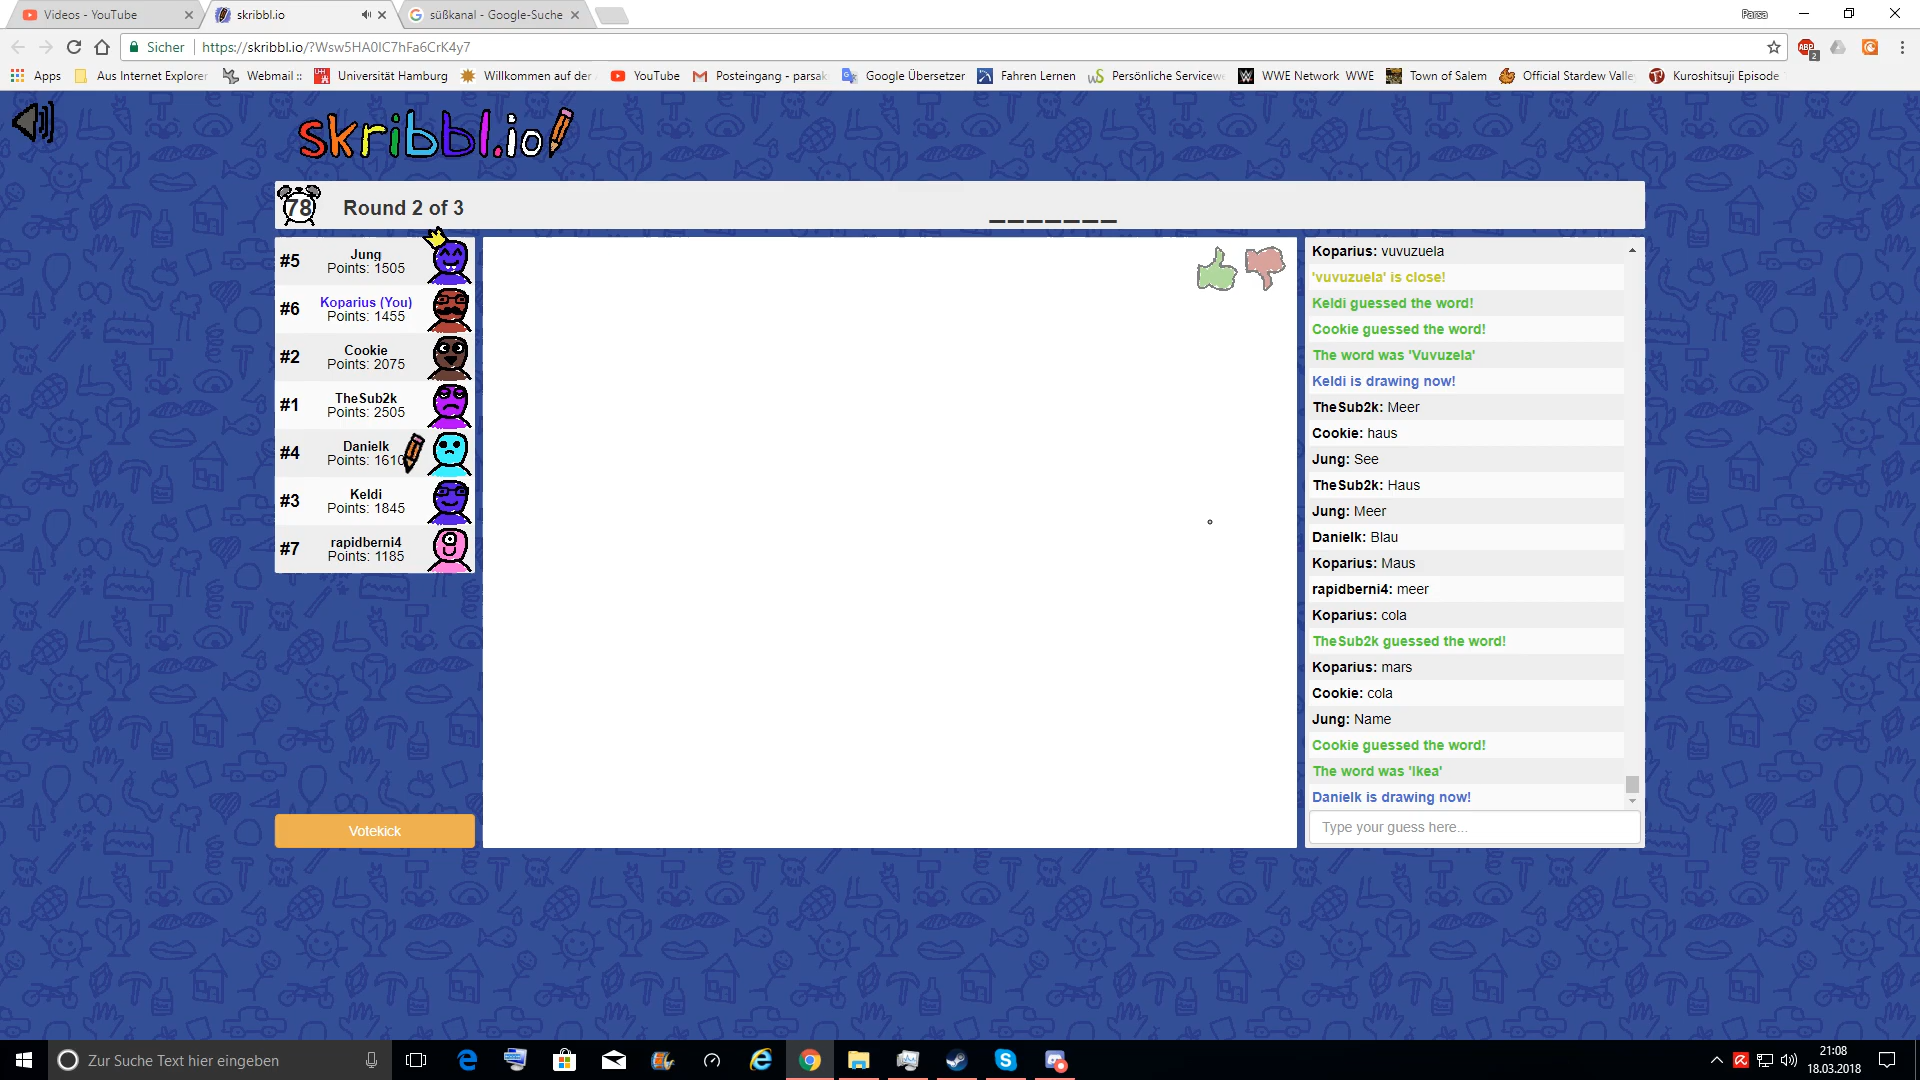 Videos - YouTube
skribbl.io
süßkanal - Google-Suche
Parsa
Sicher
https://skribbl.io/?Wsw5HA0IC7hFa6CrK4y7
ABP
2
Apps
Aus Internet Explorer
Webmail ::
Universität Hamburg
Willkommen auf der
YouTube
Posteingang - parsak
Google Übersetzer
Fahren Lernen
Persönliche Servicew
WWE Network WWE
Town of Salem
Official Stardew Valle
Kuroshitsuji Episode
skribbl.io
78
Round 2 of 3
_______
#5
Jung
Points: 1505
#6
Koparius (You)
Points: 1455
#2
Cookie
Points: 2075
#1
TheSub2k
Points: 2505
#4
Danielk
Points: 1610
#3
Keldi
Points: 1845
#7
rapidberni4
Points: 1185
Votekick
Koparius: vuvuzuela
'vuvuzuela' is close!
Keldi guessed the word!
Cookie guessed the word!
The word was 'Vuvuzela'
Keldi is drawing now!
TheSub2k: Meer
Cookie: haus
Jung: See
TheSub2k: Haus
Jung: Meer
Danielk: Blau
Koparius: Maus
rapidberni4: meer
Koparius: cola
TheSub2k guessed the word!
Koparius: mars
Cookie: cola
Jung: Name
Cookie guessed the word!
The word was 'Ikea'
Danielk is drawing now!
Type your guess here...
Zur Suche Text hier eingeben
21:08
18.03.2018